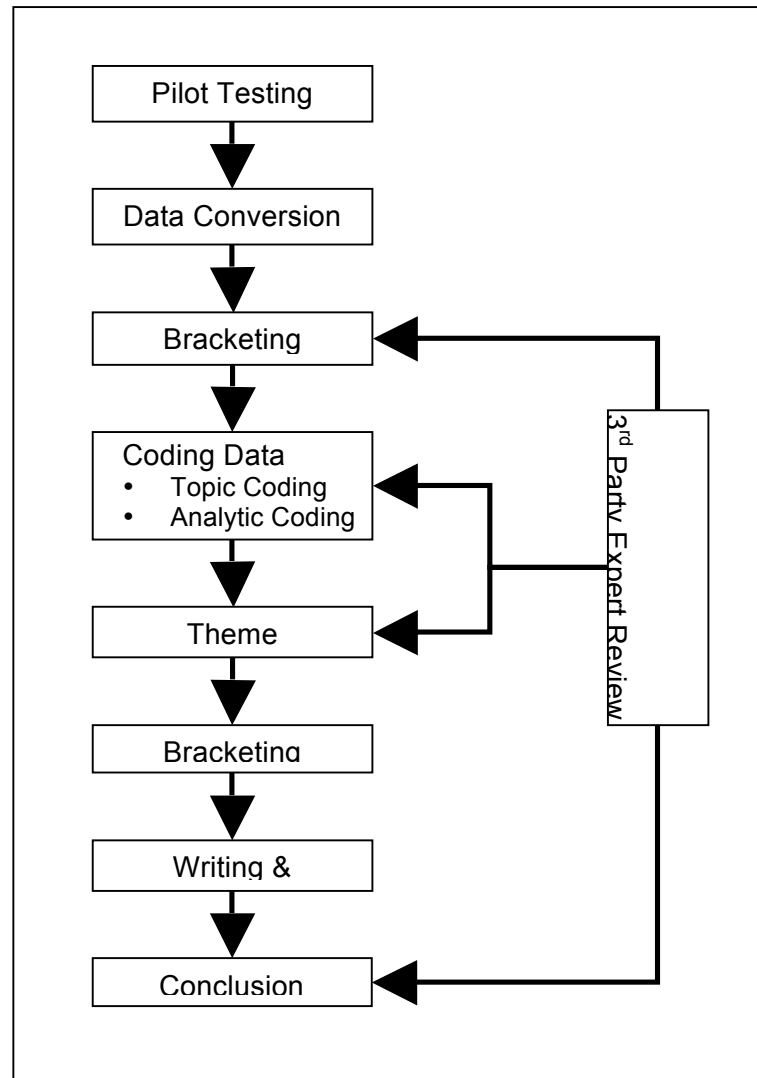 Pilot Testing
Data Conversion
Bracketing
Coding Data
• Topic Coding
• Analytic Coding
Theme
Bracketing
Writing &
Conclusion
3rd Party Expert Review